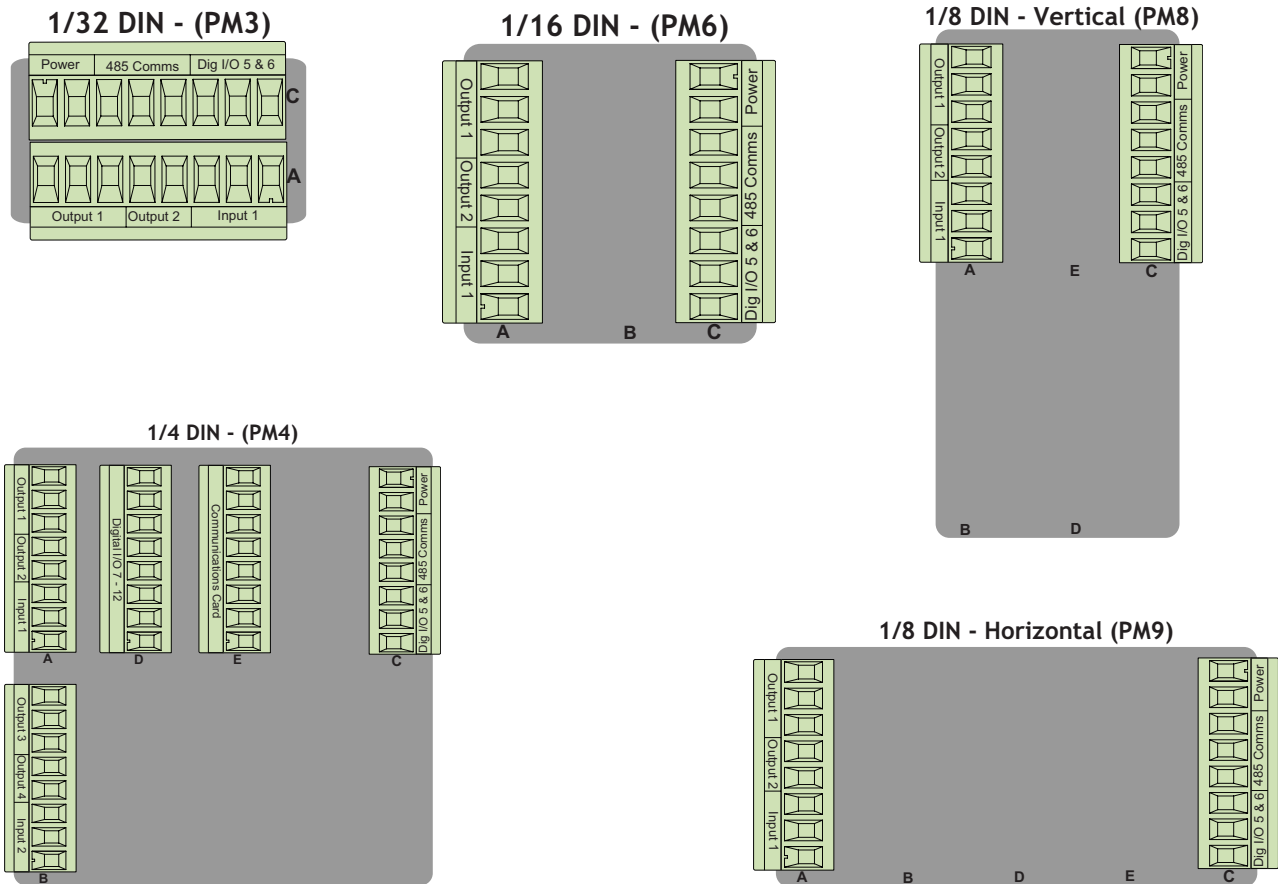 1/32 DIN - (PM3)
Power 485 Comms Dig I/O 5 & 6
C
A
Output 1 Output 2 Input 1
1/16 DIN - (PM6)
Output 1
Output 2
Input 1
Power
485 Comms
Dig I/O 5 & 6
A B C
1/8 DIN - Vertical (PM8)
Output 1
Output 2
Input 1
Power
485 Comms
Dig I/O 5 & 6
A E C
B D
1/4 DIN - (PM4)
Output 1
Output 2
Input 1
Digital I/O 7 - 12
Communications Card
Power
485 Comms
Dig I/O 5 & 6
A D E C
Output 3
Output 4
Input 2
B
1/8 DIN - Horizontal (PM9)
Output 1
Output 2
Input 1
Power
485 Comms
Dig I/O 5 & 6
A B D E C